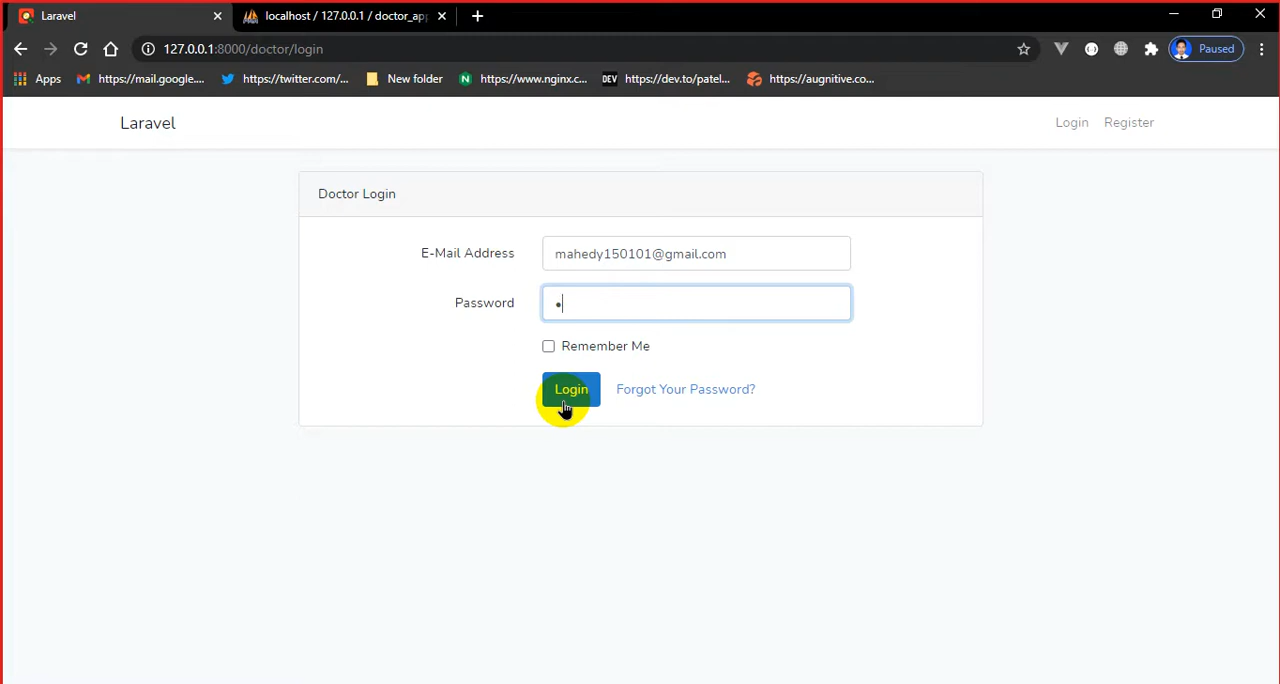 Laravel
localhost / 127.0.0.1 / doctor_app
127.0.0.1:8000/doctor/login
Paused
Apps
https://mail.google....
https://twitter.com/...
New folder
https://www.nginx.c...
DEV
https://dev.to/patel...
https://augnitive.co...
Laravel
Login
Register
Doctor Login
E-Mail Address
mahedy150101@gmail.com
Password
Remember Me
Login
Forgot Your Password?